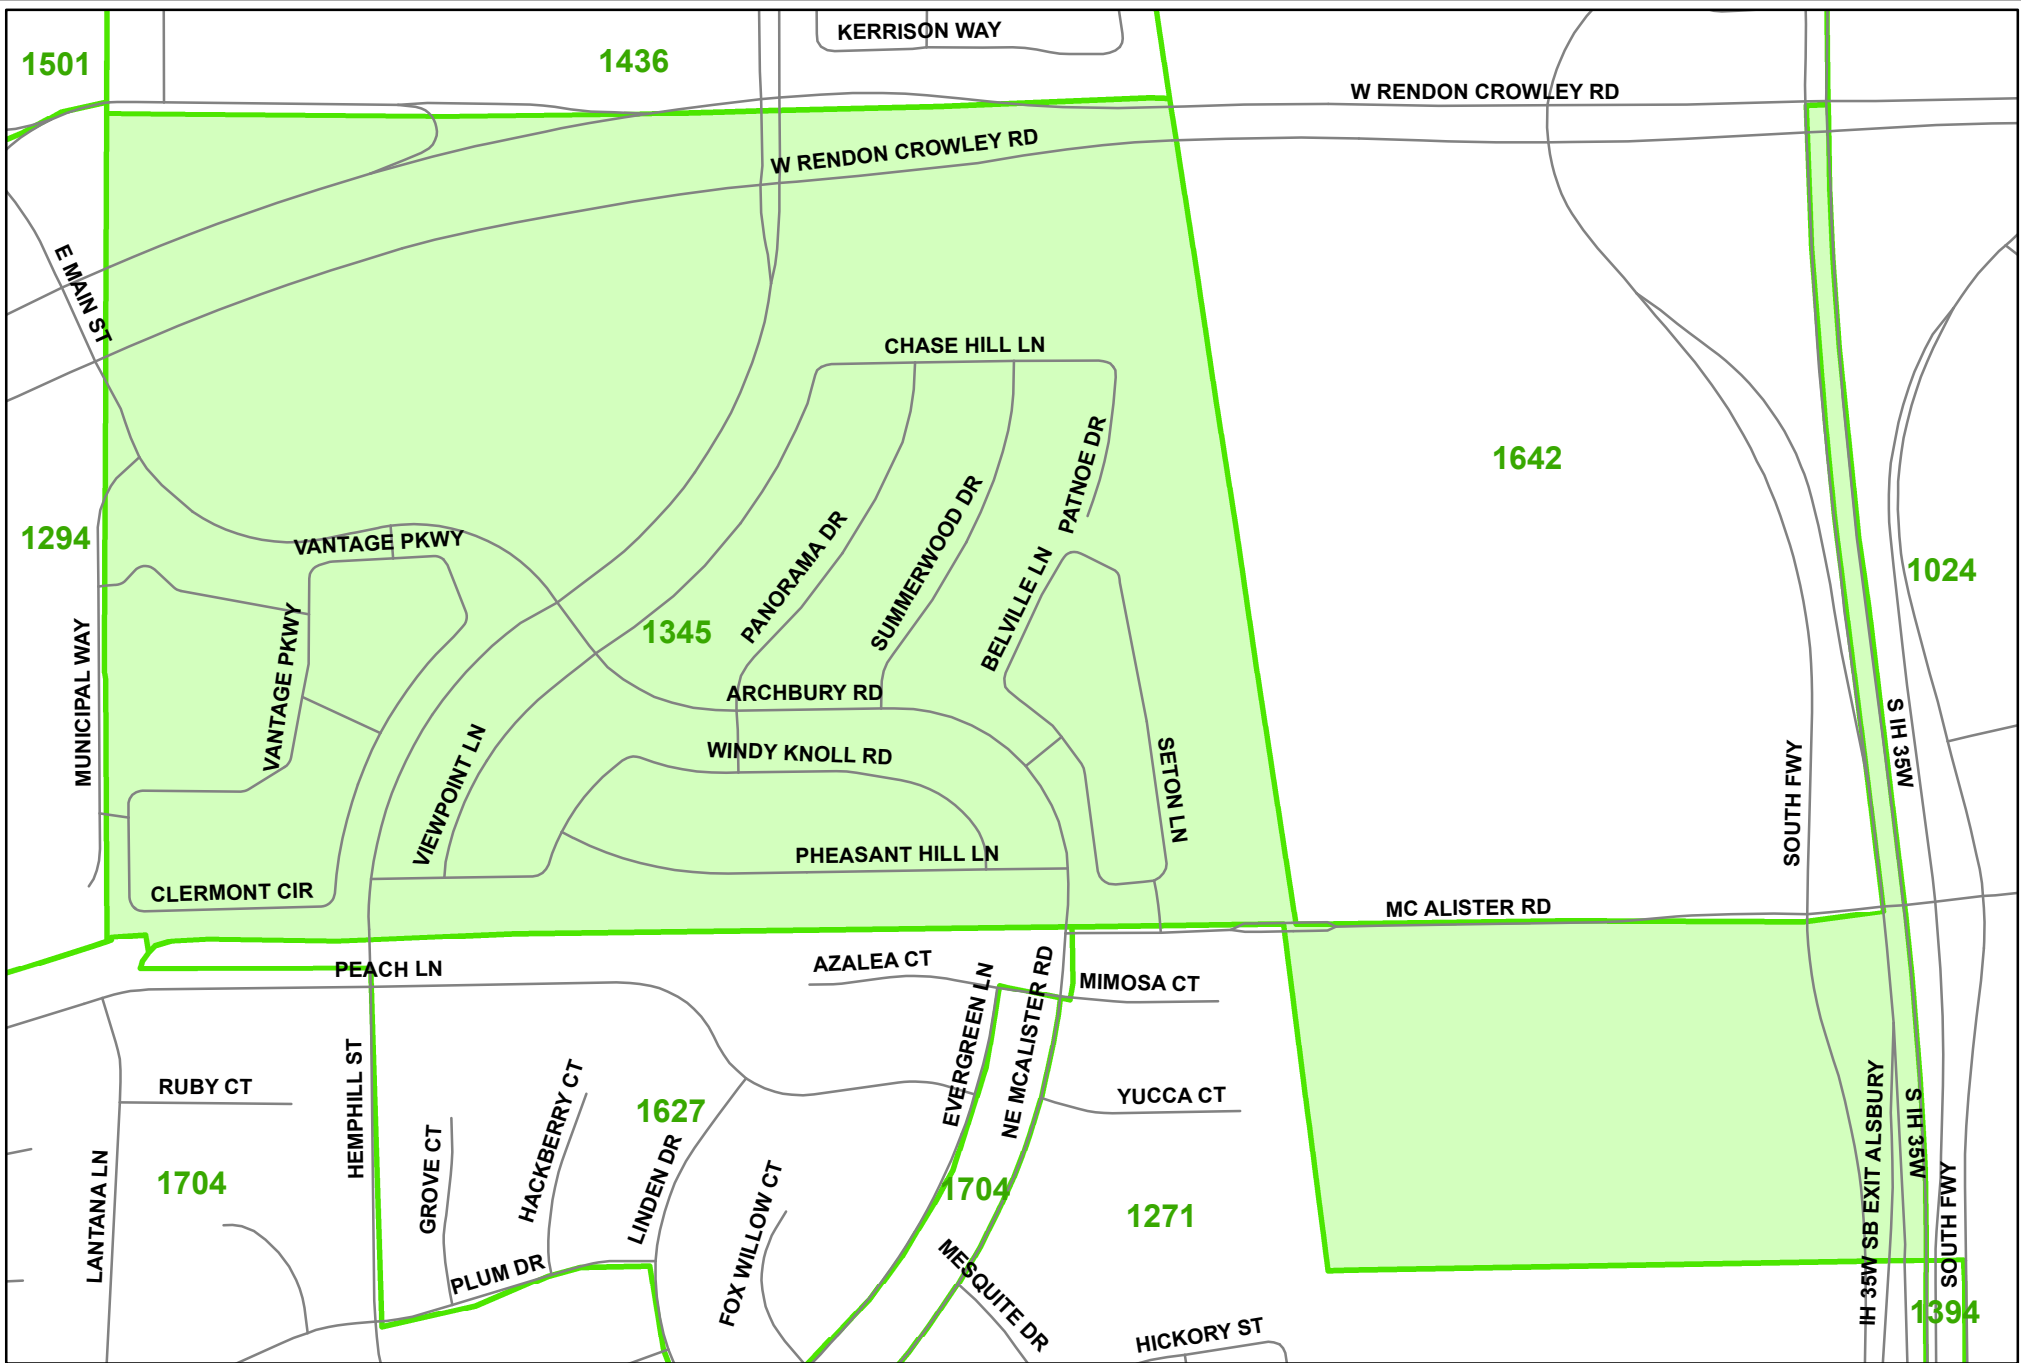 KERRISON WAY
1501
1436
W RENDON CROWLEY RD
W RENDON CROWLEY RD
E MAIN ST
CHASE HILL LN
PATNOE DR
1642
SUMMERWOOD DR
PANORAMA DR
1294
VANTAGE PKWY
BELVILLE LN
1024
1345
VANTAGE PKWY
MUNICIPAL WAY
ARCHBURY RD
WINDY KNOLL RD
S IH 35W
SETON LN
VIEWPOINT LN
SOUTH FWY
PHEASANT HILL LN
CLERMONT CIR
MC ALISTER RD
PEACH LN
AZALEA CT
MIMOSA CT
EVERGREEN LN
NE MCALISTER RD
HEMPHILL ST
RUBY CT
YUCCA CT
1627
GROVE CT
HACKBERRY CT
LINDEN DR
1704
LANTANA LN
1704
1271
FOX WILLOW CT
PLUM DR
MESQUITE DR
HICKORY ST
IH 35W SB EXIT ALSBURY
S IH 35W
SOUTH FWY
1394